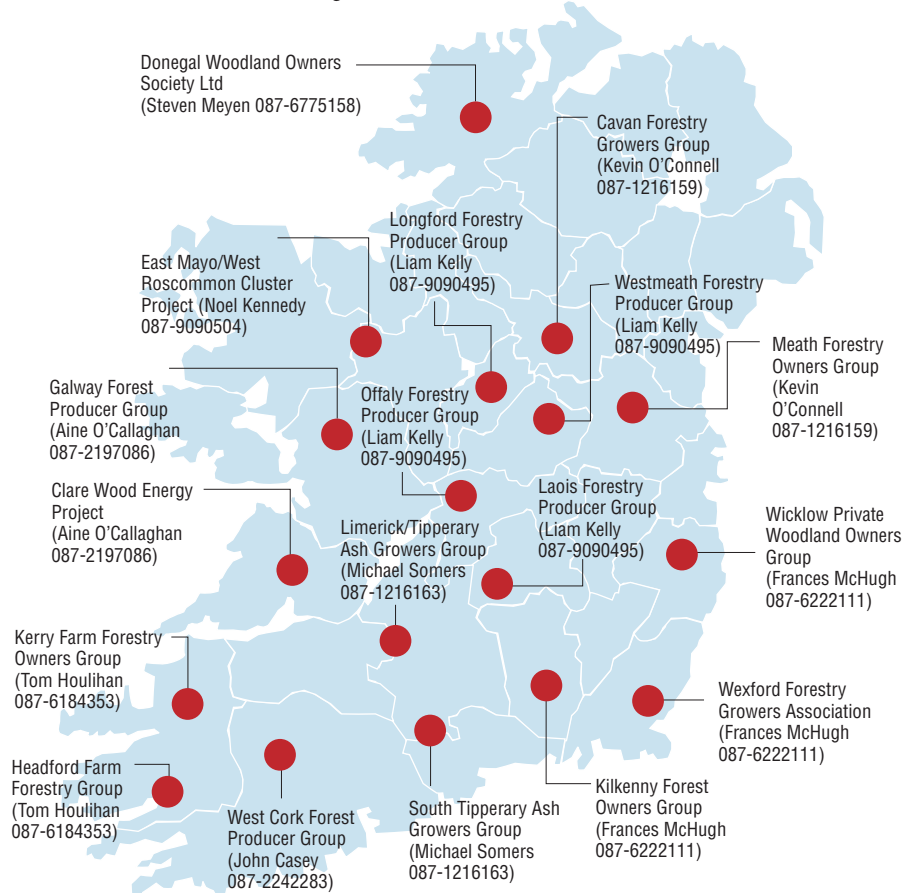 Donegal Woodland Owners
Society Ltd
(Steven Meyen 087-6775158)
Cavan Forestry
Growers Group
(Kevin O'Connell
087-1216159)
Longford Forestry
Producer Group
(Liam Kelly
087-9090495)
East Mayo/West
Roscommon Cluster
Project (Noel Kennedy
087-9090504)
Westmeath Forestry
Producer Group
(Liam Kelly
087-9090495)
Meath Forestry
Owners Group
(Kevin
O'Connell
087-1216159)
Galway Forest
Producer Group
(Aine O'Callaghan
087-2197086)
Offaly Forestry
Producer Group
(Liam Kelly
087-9090495)
Clare Wood Energy
Project
(Aine O'Callaghan
087-2197086)
Limerick/Tipperary
Ash Growers Group
(Michael Somers
087-1216163)
Laois Forestry
Producer Group
(Liam Kelly
087-9090495)
Wicklow Private
Woodland Owners
Group
(Frances McHugh
087-6222111)
Kerry Farm Forestry
Owners Group
(Tom Houlihan
087-6184353)
Wexford Forestry
Growers Association
(Frances McHugh
087-6222111)
Headford Farm
Forestry Group
(Tom Houlihan
087-6184353)
West Cork Forest
Producer Group
(John Casey
087-2242283)
South Tipperary Ash
Growers Group
(Michael Somers
087-1216163)
Kilkenny Forest
Owners Group
(Frances McHugh
087-6222111)